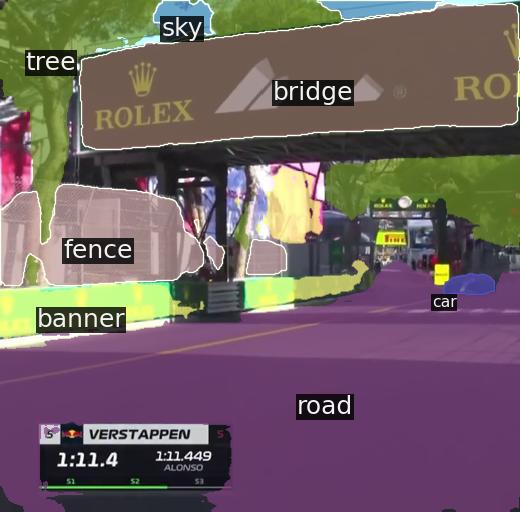 sky
tree
bridge
ROLEX
RO
fence
banner
car
road
5 VERSTAPPEN 5
1:11.4
1:11.449
ALONSO
S1 S2 S3